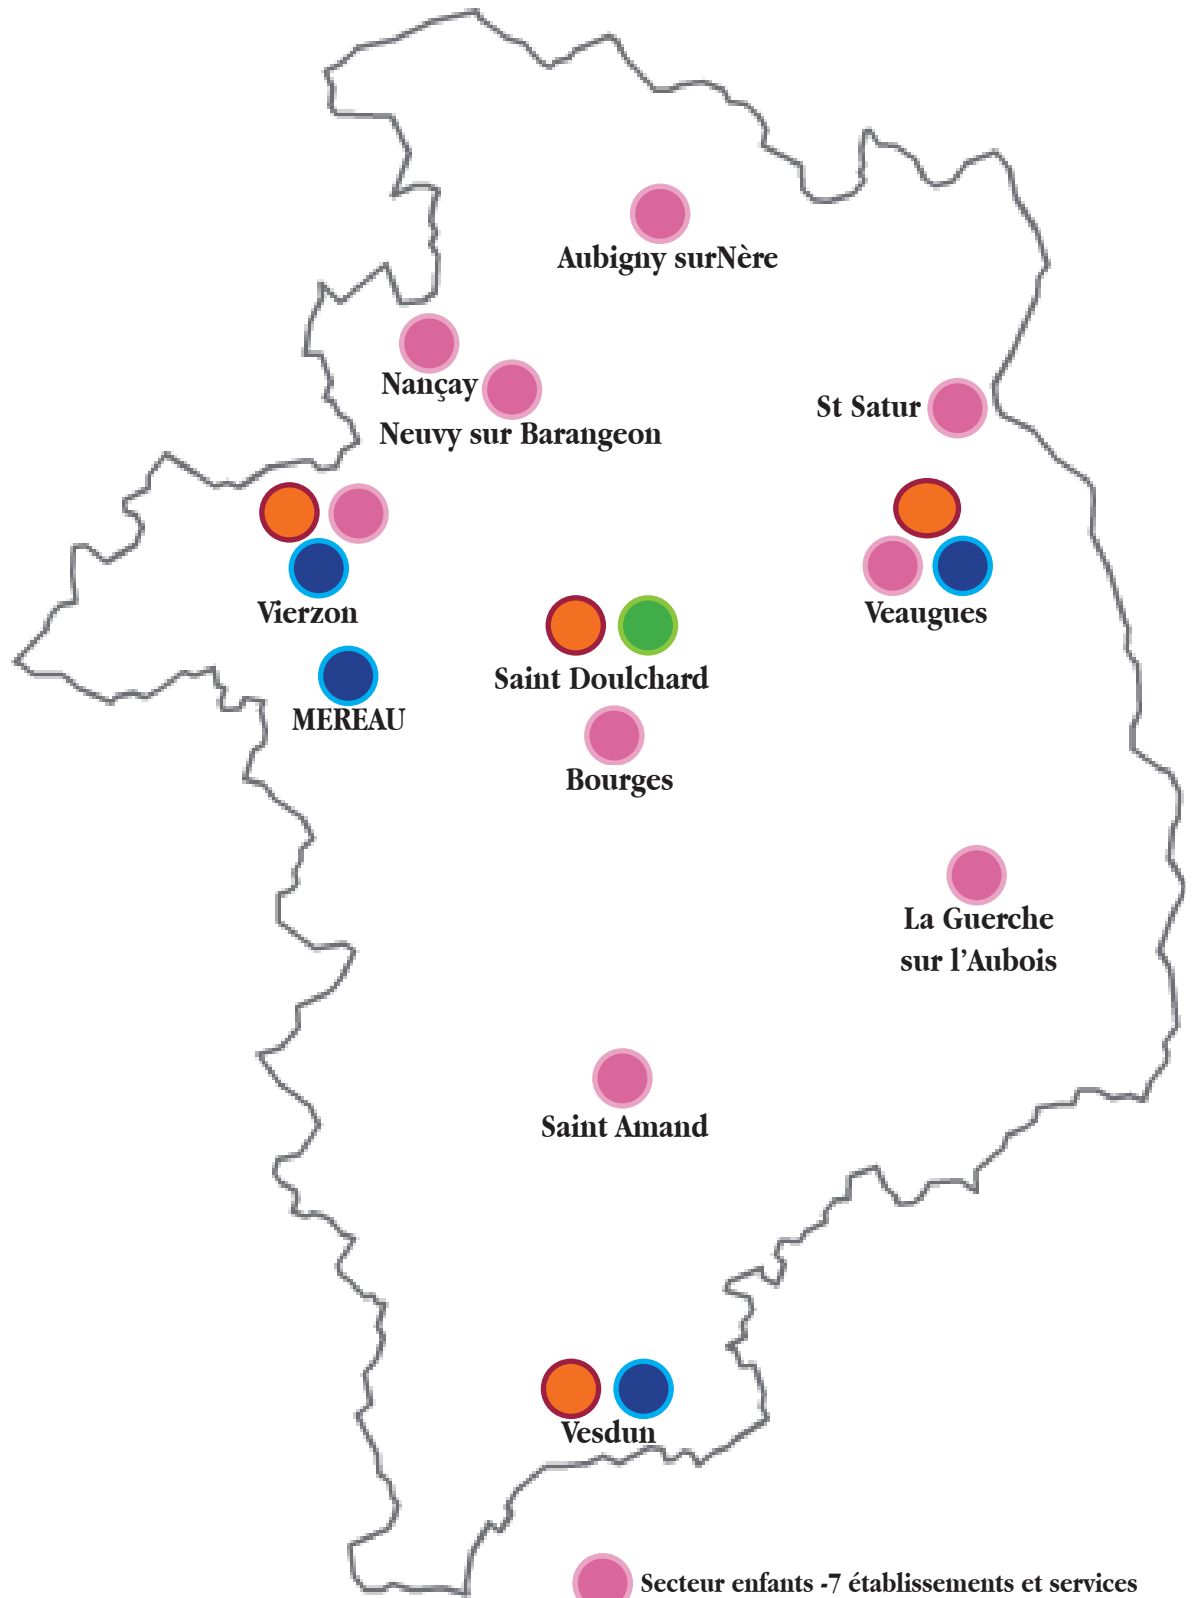 Aubigny surNère
Nançay
Neuvy sur Barangeon
St Satur
Vierzon
Veaugues
Saint Doulchard
MEREAU
Bourges
La Guerche
sur l'Aubois
Saint Amand
Vesdun
Secteur enfants -7 établissements et services